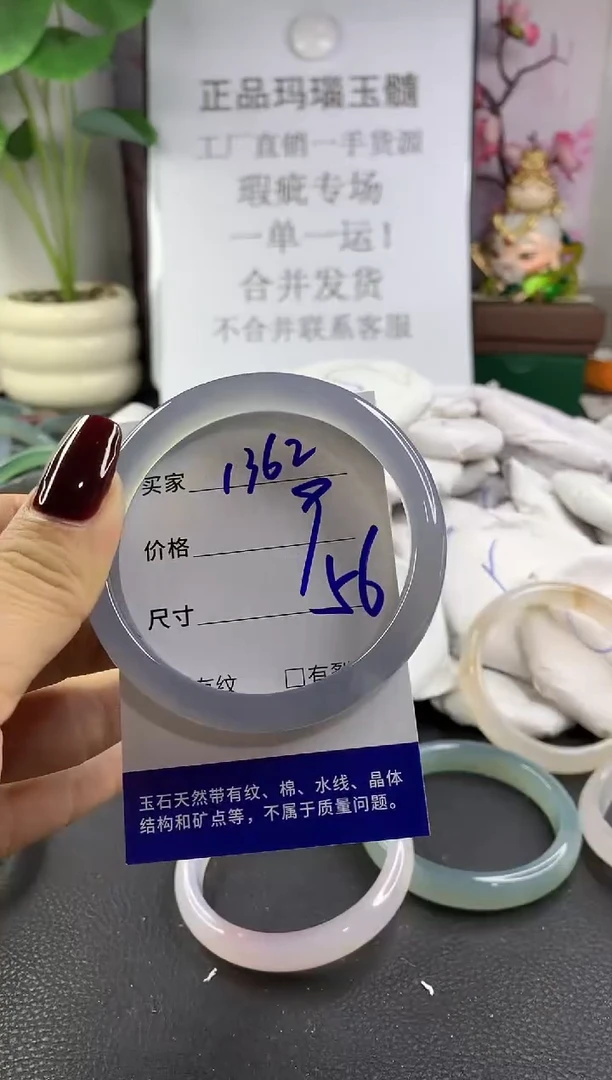 正品玛瑙玉髓
工厂直销一手货源
瑕疵专场
一单一运!
合并发货
不合并联系客服
买家 1362
价格
尺寸 56
有纹 □有裂
玉石天然带有纹、棉、水线、晶体
结构和矿点等，不属于质量问题。